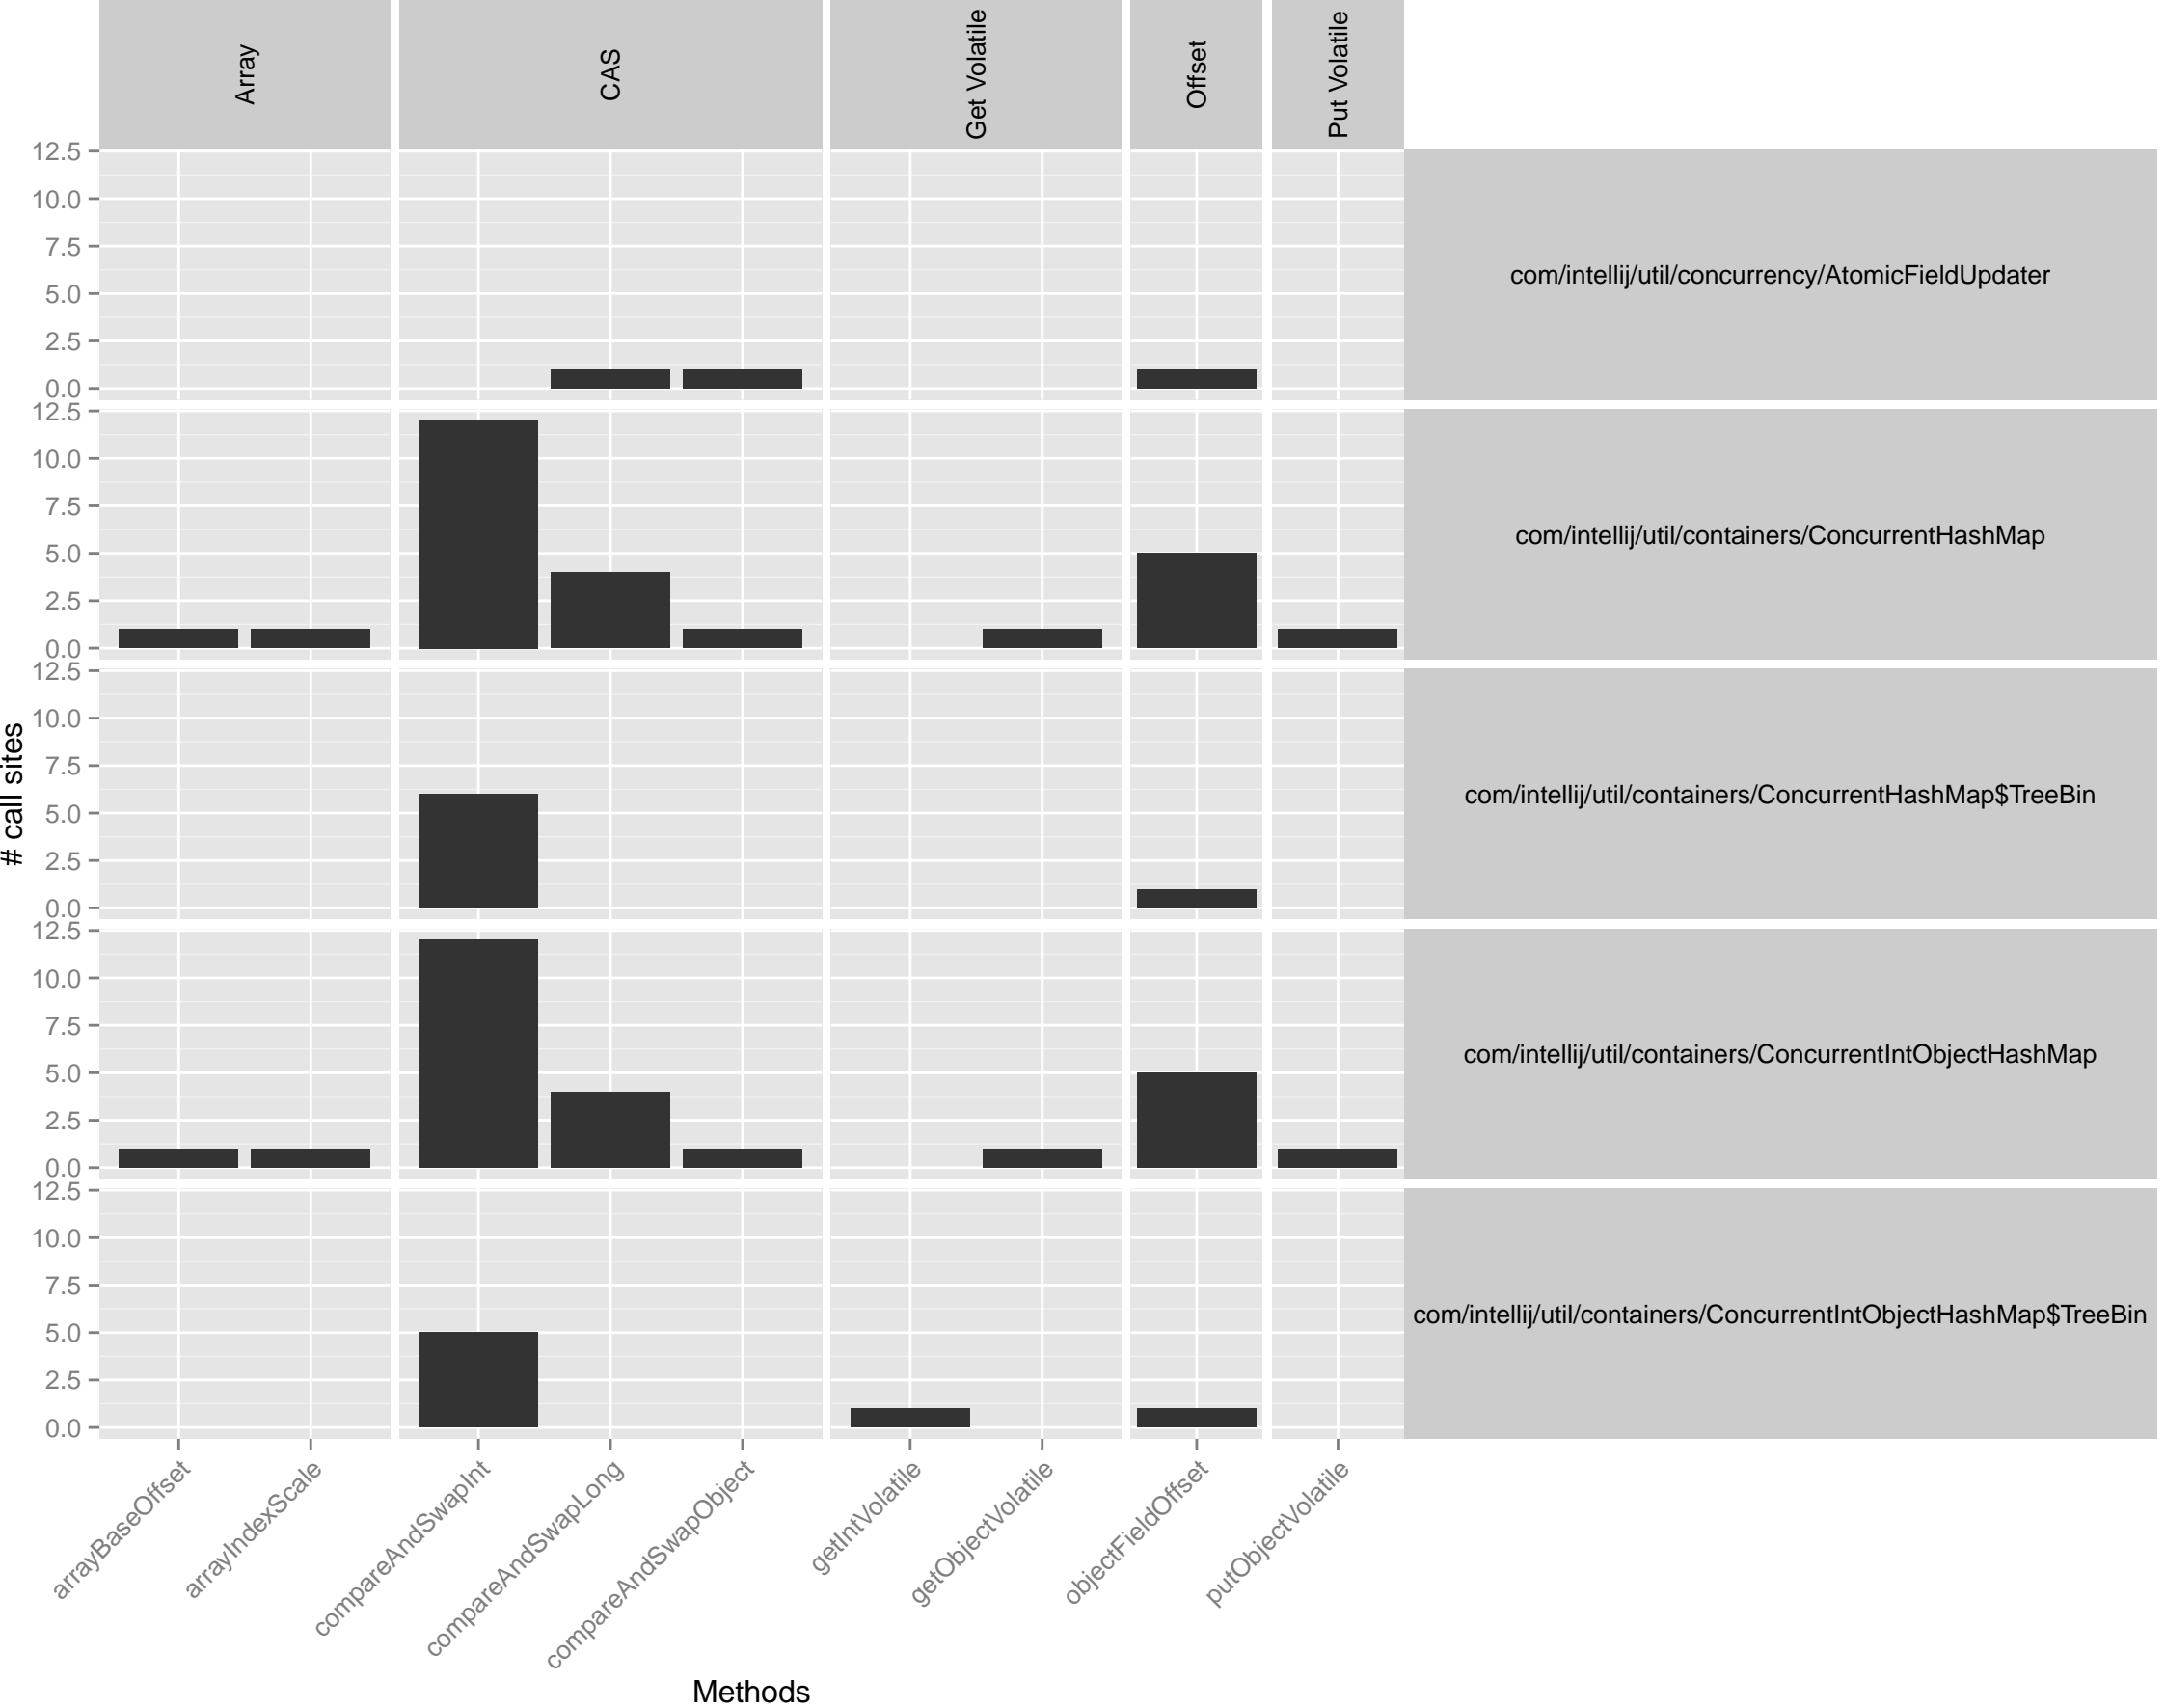 Array
CAS
Get Volatile
Offset
Put Volatile
12.5
10.0
7.5
5.0
2.5
0.0
com/intellij/util/concurrency/AtomicFieldUpdater
12.5
10.0
7.5
5.0
2.5
0.0
com/intellij/util/containers/ConcurrentHashMap
12.5
10.0
7.5
5.0
2.5
0.0
com/intellij/util/containers/ConcurrentHashMap$TreeBin
12.5
10.0
7.5
5.0
2.5
0.0
com/intellij/util/containers/ConcurrentIntObjectHashMap
12.5
10.0
7.5
5.0
2.5
0.0
com/intellij/util/containers/ConcurrentIntObjectHashMap$TreeBin
# call sites
arrayBaseOffset
arrayIndexScale
compareAndSwapInt
compareAndSwapLong
compareAndSwapObject
getIntVolatile
getObjectVolatile
objectFieldOffset
putObjectVolatile
Methods